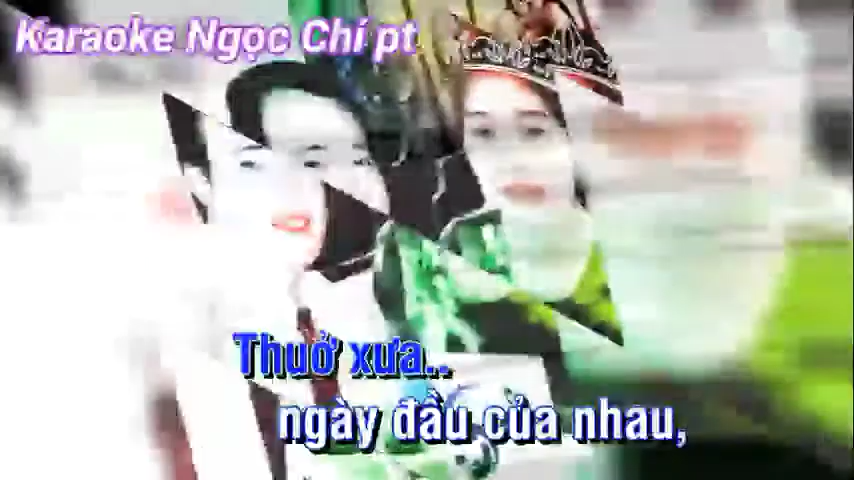 Karaoke Ngọc Chí pt
Thuở xưa..
ngày đầu của nhau,